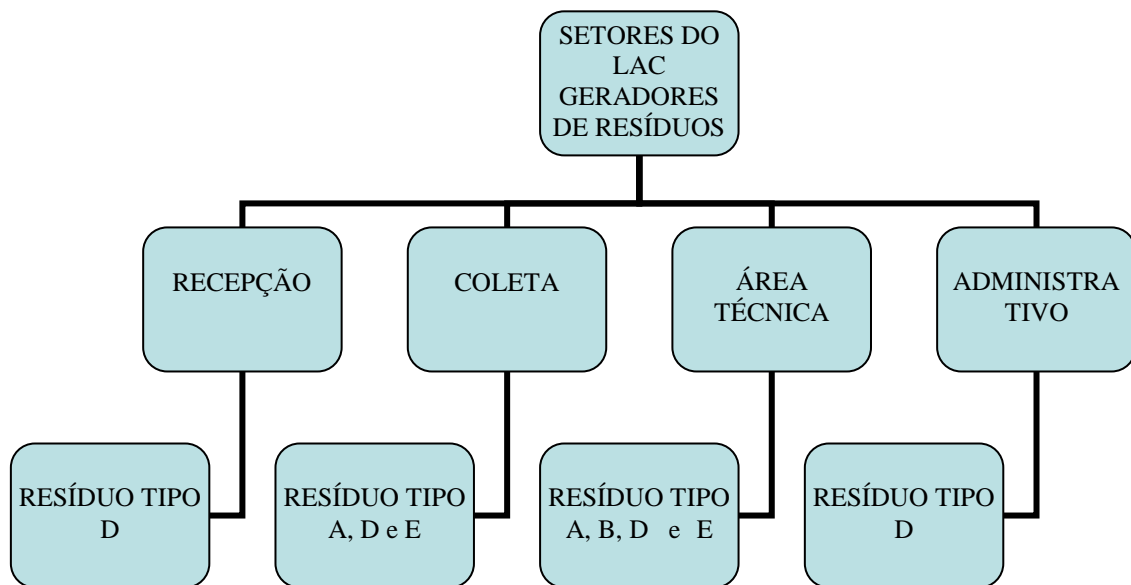 SETORES DO
LAC
GERADORES
DE RESÍDUOS
RECEPÇÃO
COLETA
ÁREA
TÉCNICA
ADMINISTRA
TIVO
RESÍDUO TIPO
D
RESÍDUO TIPO
A, D e E
RESÍDUO TIPO
A, B, D e E
RESÍDUO TIPO
D